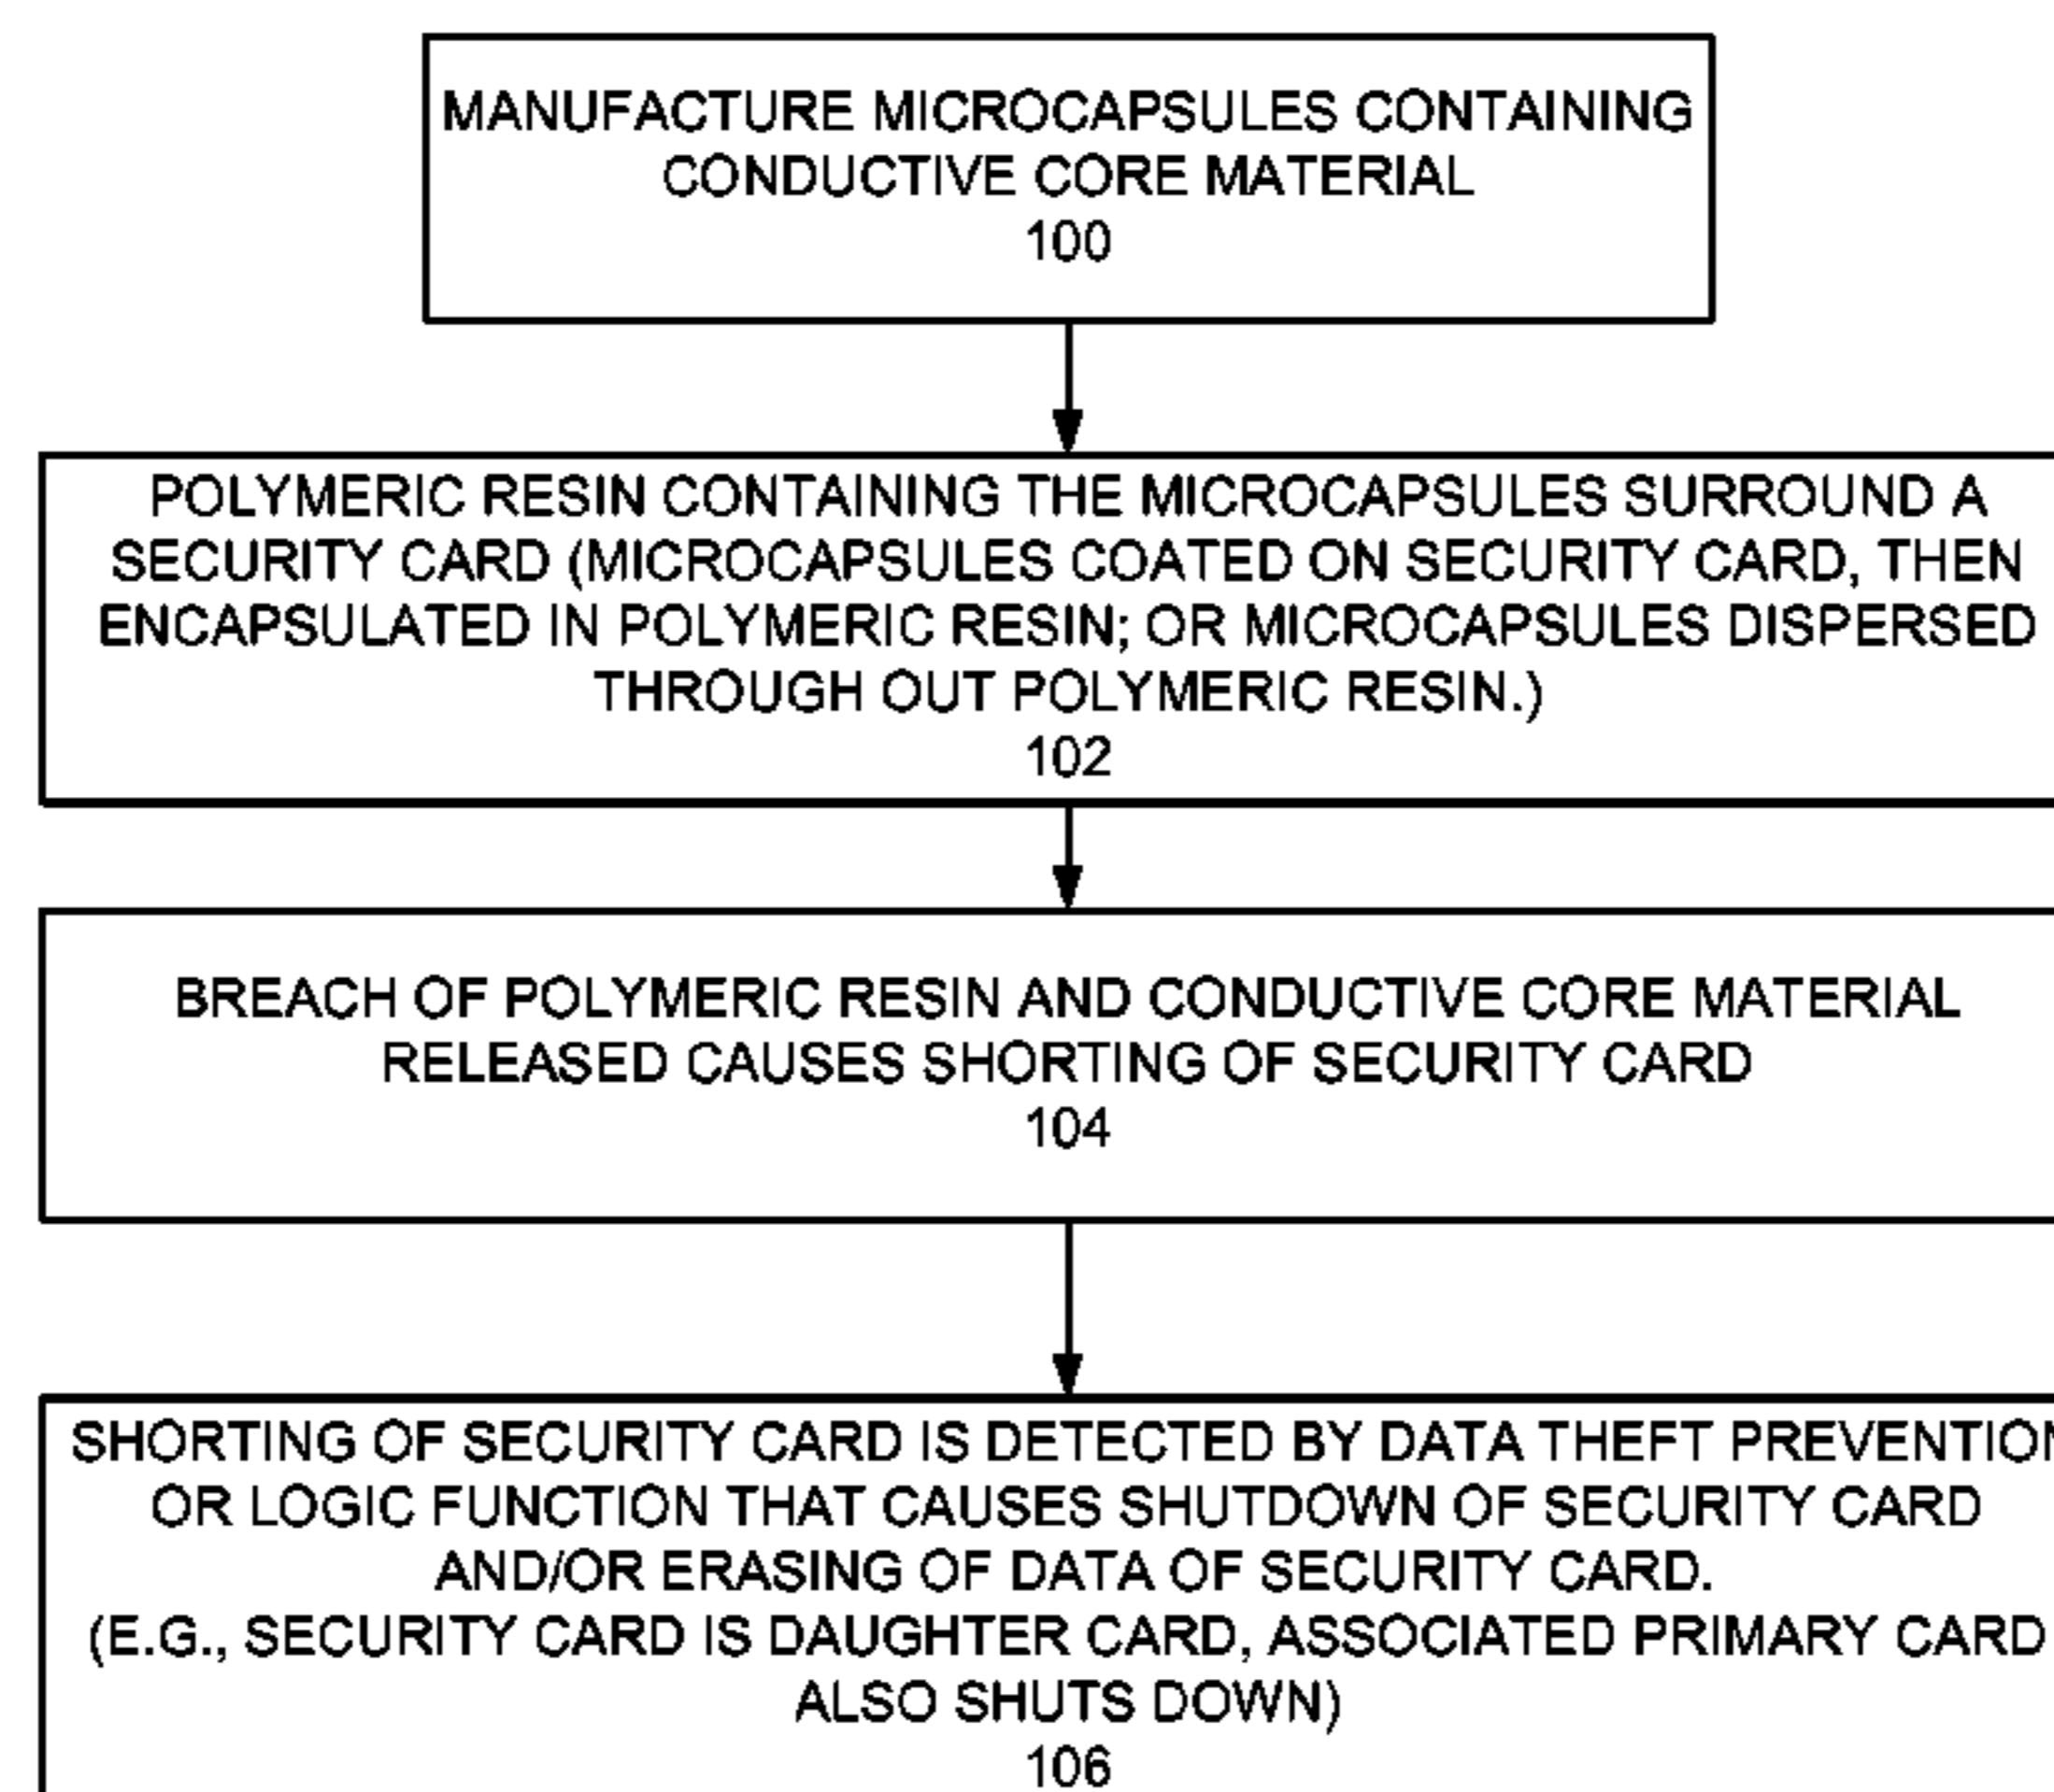 MANUFACTURE MICROCAPSULES CONTAINING
CONDUCTIVE CORE MATERIAL
100
POLYMERIC RESIN CONTAINING THE MICROCAPSULES SURROUND A
SECURITY CARD (MICROCAPSULES COATED ON SECURITY CARD, THEN
ENCAPSULATED IN POLYMERIC RESIN; OR MICROCAPSULES DISPERSED
THROUGH OUT POLYMERIC RESIN.)
102
BREACH OF POLYMERIC RESIN AND CONDUCTIVE CORE MATERIAL
RELEASED CAUSES SHORTING OF SECURITY CARD
104
SHORTING OF SECURITY CARD IS DETECTED BY DATA THEFT PREVENTION
OR LOGIC FUNCTION THAT CAUSES SHUTDOWN OF SECURITY CARD
AND/OR ERASING OF DATA OF SECURITY CARD.
(E.G., SECURITY CARD IS DAUGHTER CARD, ASSOCIATED PRIMARY CARD
ALSO SHUTS DOWN)
106